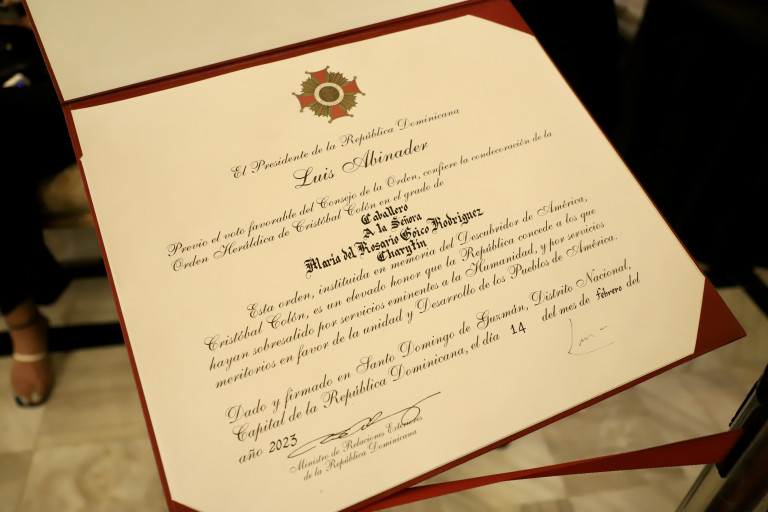 El Presidente de la República Dominicana
Luis Abinader
Previo el voto favorable del Consejo de la Orden, confiere la condecoración de la
Orden Heráldica de Cristóbal Colón en el grado de
Caballero
A la Señora
María del Rosario Goico Rodríguez
Charytín
Esta orden, instituida en memoria del Descubridor de América,
Cristóbal Colón, es un elevado honor que la República concede a los que
hayan sobresalido por servicios eminentes a la Humanidad, y por servicios
meritorios en favor de la unidad y Desarrollo de los Pueblos de América.
Dado y firmado en Santo Domingo de Guzmán, Distrito Nacional,
Capital de la República Dominicana, el día 14 del mes de febrero del
año 2023
Ministro de Relaciones Exteriores
de la República Dominicana